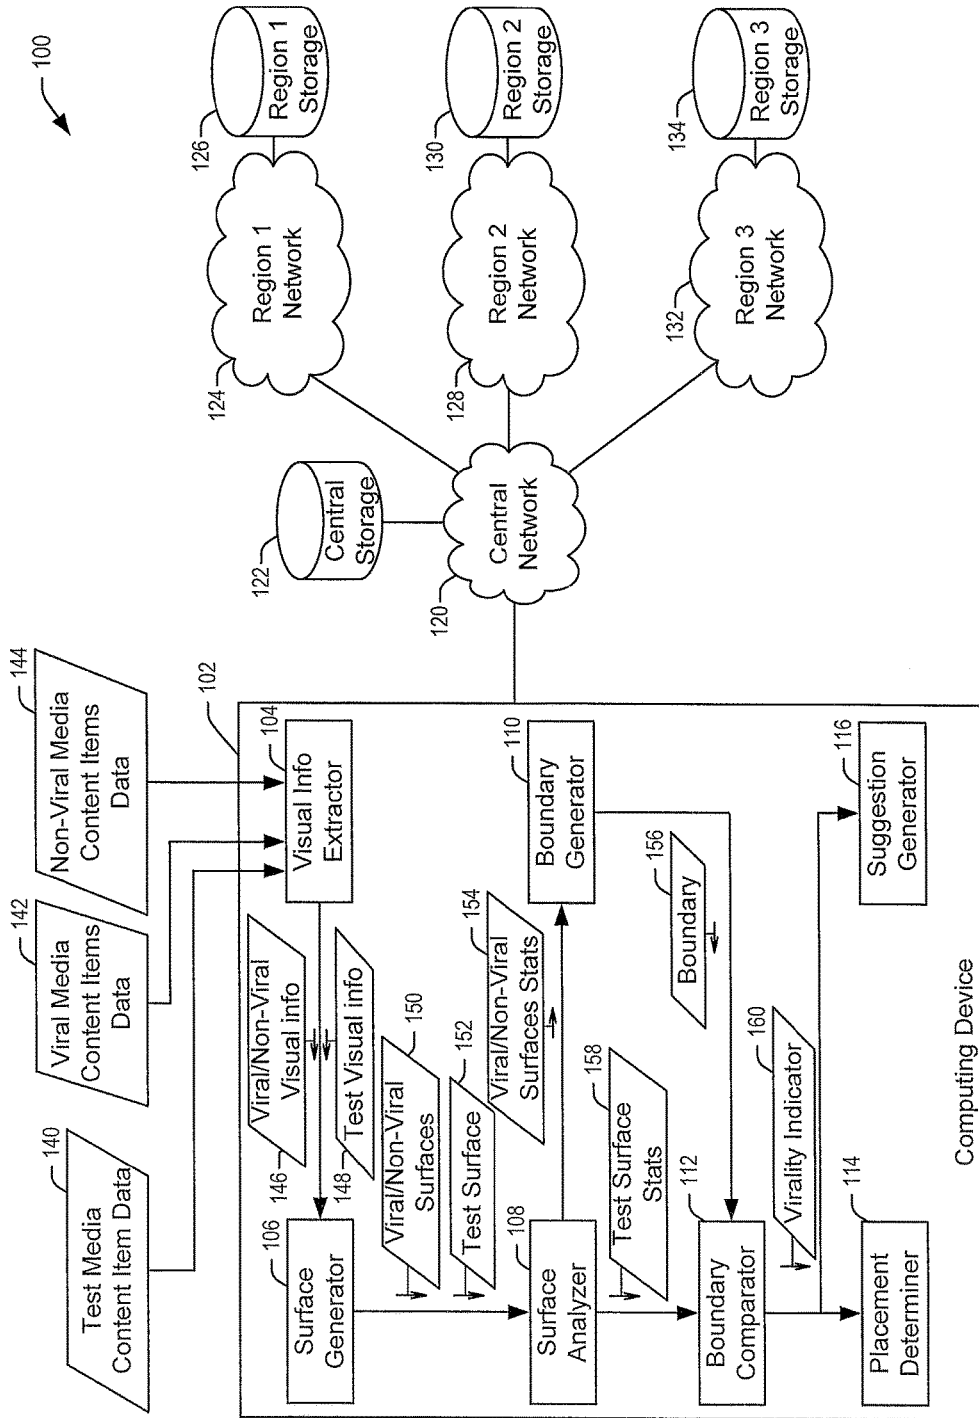 100
140
Test Media
Content Item Data
142
Viral Media
Content Items
Data
144
Non-Viral Media
Content Items
Data
102
104
Visual Info
Extractor
Viral/Non-Viral
Visual info
146
Test Visual info
148
106
Surface
Generator
Viral/Non-Viral
Surfaces
150
Test Surface
152
108
Surface
Analyzer
Viral/Non-Viral
Surfaces Stats
154
110
Boundary
Generator
Test Surface
Stats
158
Boundary
156
112
Boundary
Comparator
Virality Indicator
160
114
Placement
Determiner
116
Suggestion
Generator
Computing Device
122
Central
Storage
120
Central
Network
124
Region 1
Network
126
Region 1
Storage
128
Region 2
Network
130
Region 2
Storage
132
Region 3
Network
134
Region 3
Storage